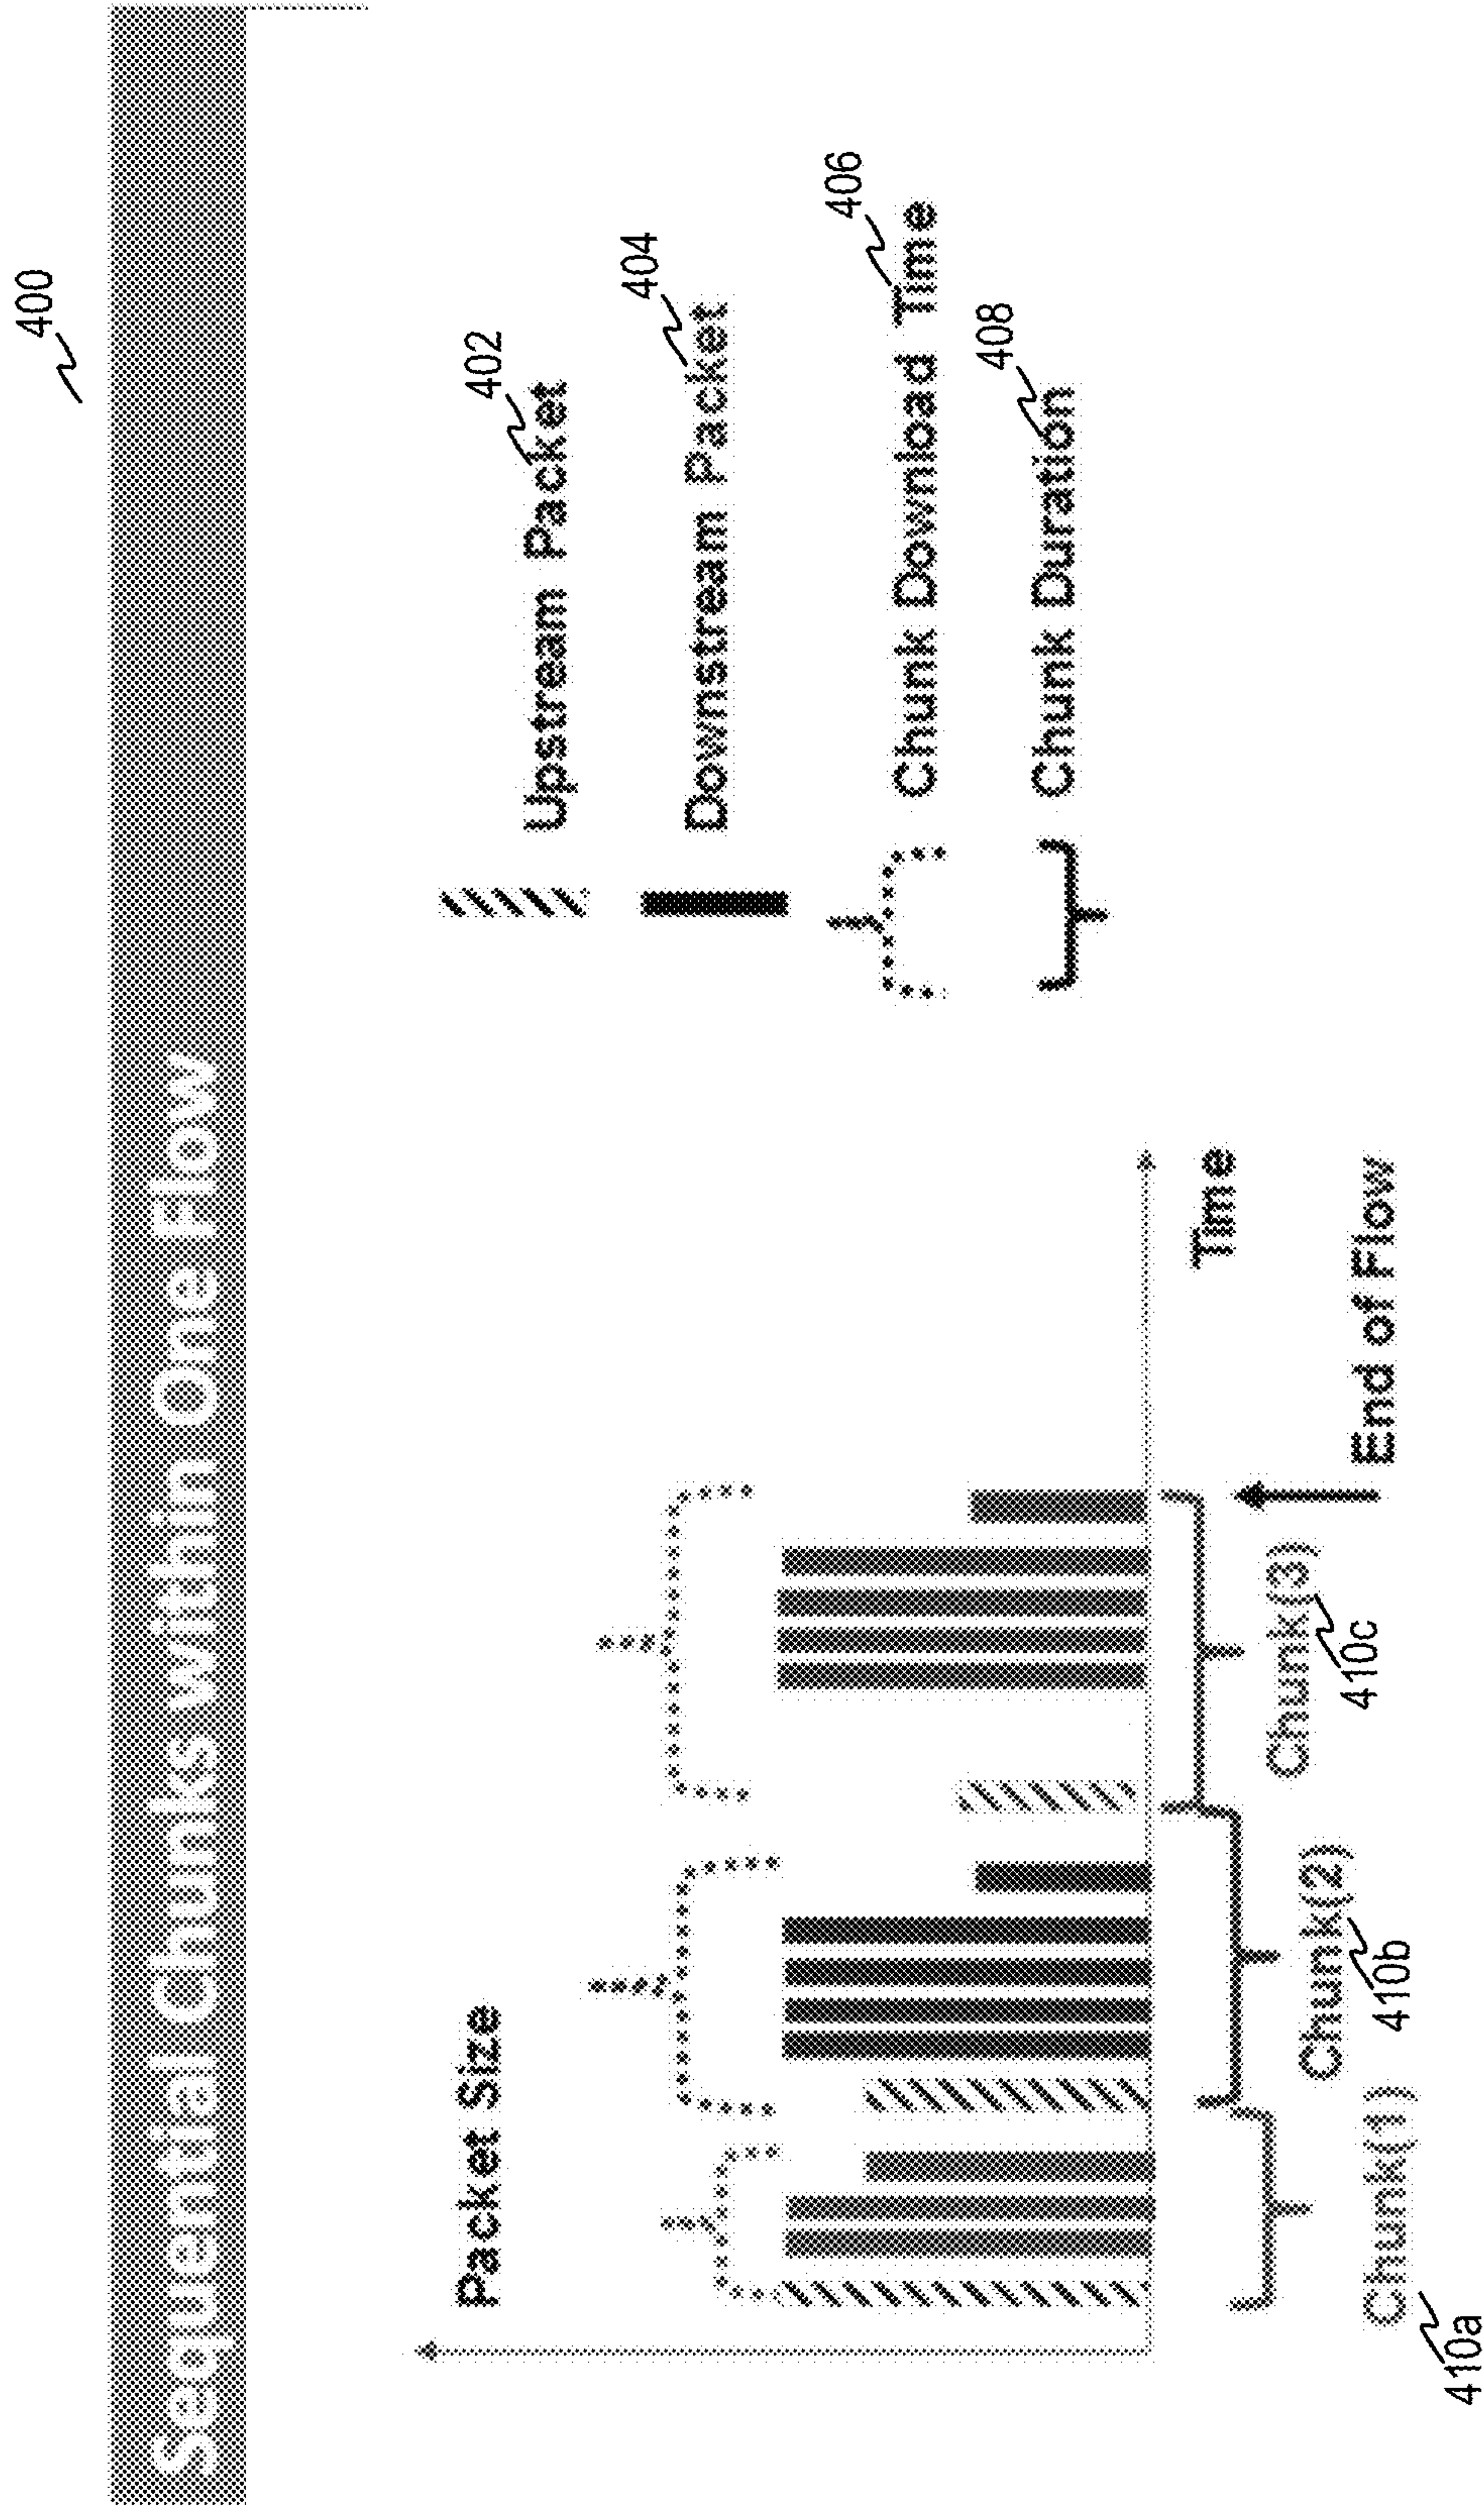 400
Sequential Chunks within One Flow
Packet Size
402
Upstream Packet
404
Downstream Packet
406
Chunk Download Time
408
Chunk Duration
Time
End of Flow
Chunk(1)
410a
Chunk(2)
410b
Chunk(3)
410c